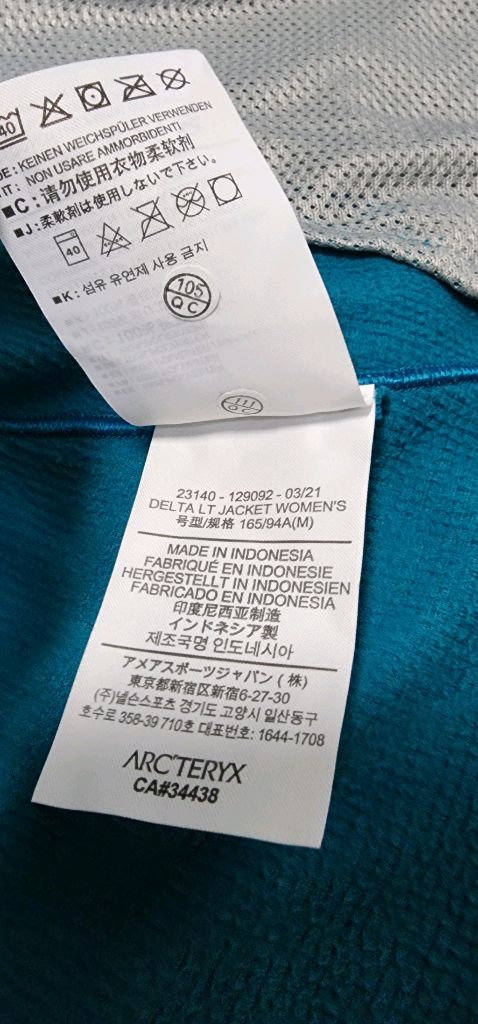 40
DE: KEINEN WEICHSPÜLER VERWENDEN
IT: NON USARE AMMORBIDENTI
■C: 请勿使用衣物柔软剂
■J: 柔軟剤は使用しないで下さい。
40
■K: 섬유 유연제 사용 금지
105
QC
QC
23140 - 129092 - 03/21
DELTA LT JACKET WOMEN'S
号型/规格 165/94A(M)
MADE IN INDONESIA
FABRIQUÉ EN INDONESIE
HERGESTELLT IN INDONESIEN
FABRICADO EN INDONESIA
印度尼西亚制造
インドネシア製
제조국명 인도네시아
アメアスポーツジャパン (株)
東京都新宿区新宿6-27-30
(주)넬슨스포츠 경기도 고양시 일산동구
호수로 358-39 710호 대표번호: 1644-1708
ARC'TERYX
CA#34438